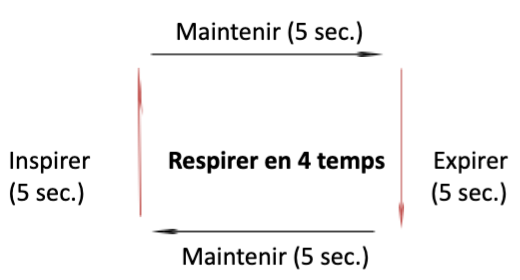 Maintenir (5 sec.)
Inspirer
(5 sec.)
Respirer en 4 temps
Expirer
(5 sec.)
Maintenir (5 sec.)